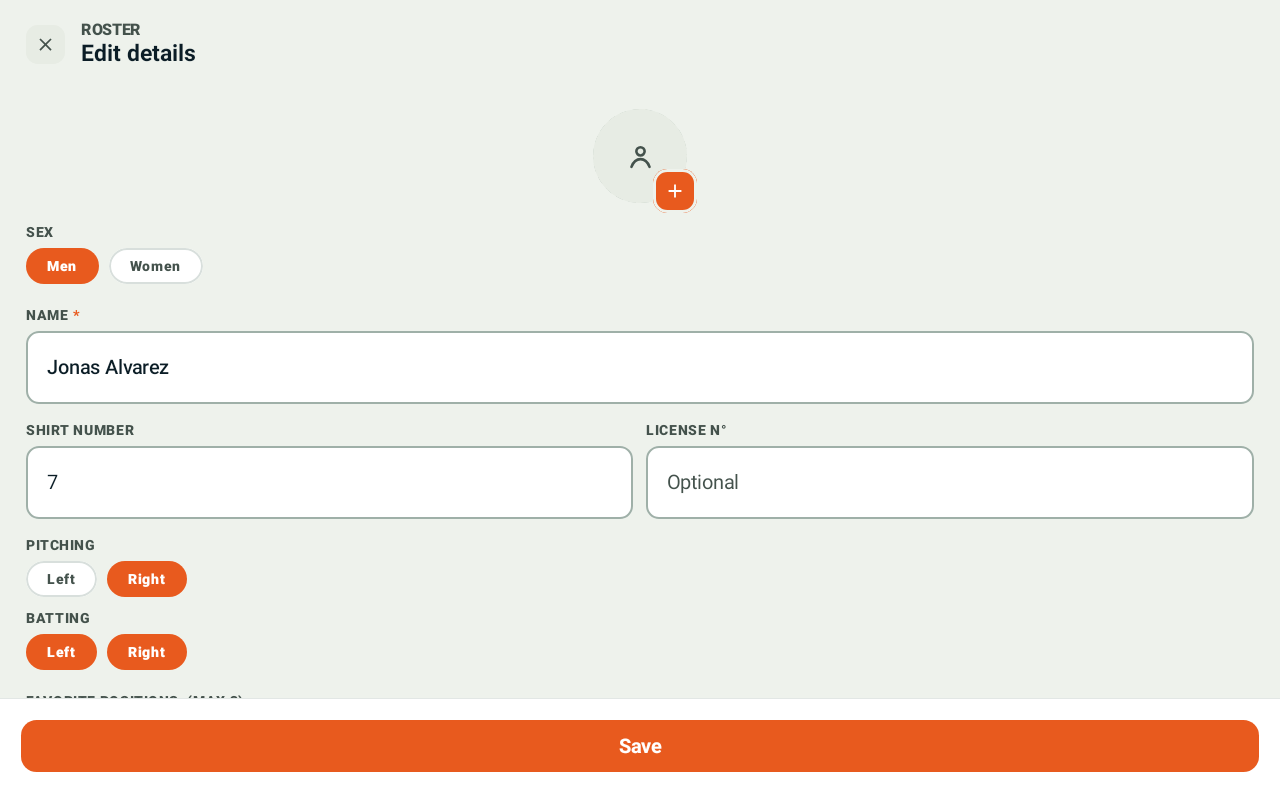 ROSTER
Edit details
SEX
Men
Women
NAME *
Jonas Alvarez
SHIRT NUMBER
LICENSE N°
7
Optional
PITCHING
Left
Right
BATTING
Left
Right
Save